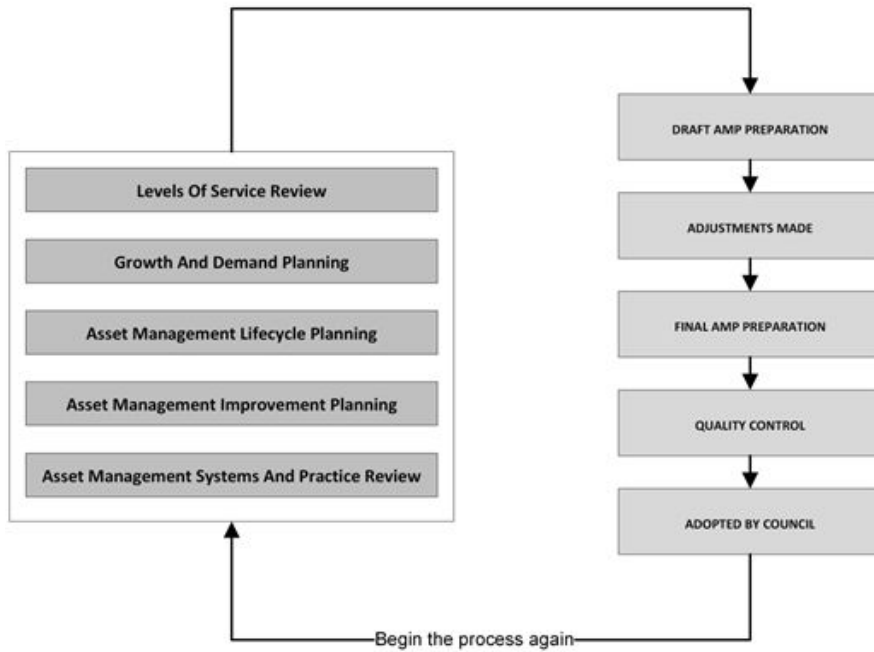 Levels Of Service Review
Growth And Demand Planning
Asset Management Lifecycle Planning
Asset Management Improvement Planning
Asset Management Systems And Practice Review
DRAFT AMP PREPARATION
ADJUSTMENTS MADE
FINAL AMP PREPARATION
QUALITY CONTROL
ADOPTED BY COUNCIL
Begin the process again